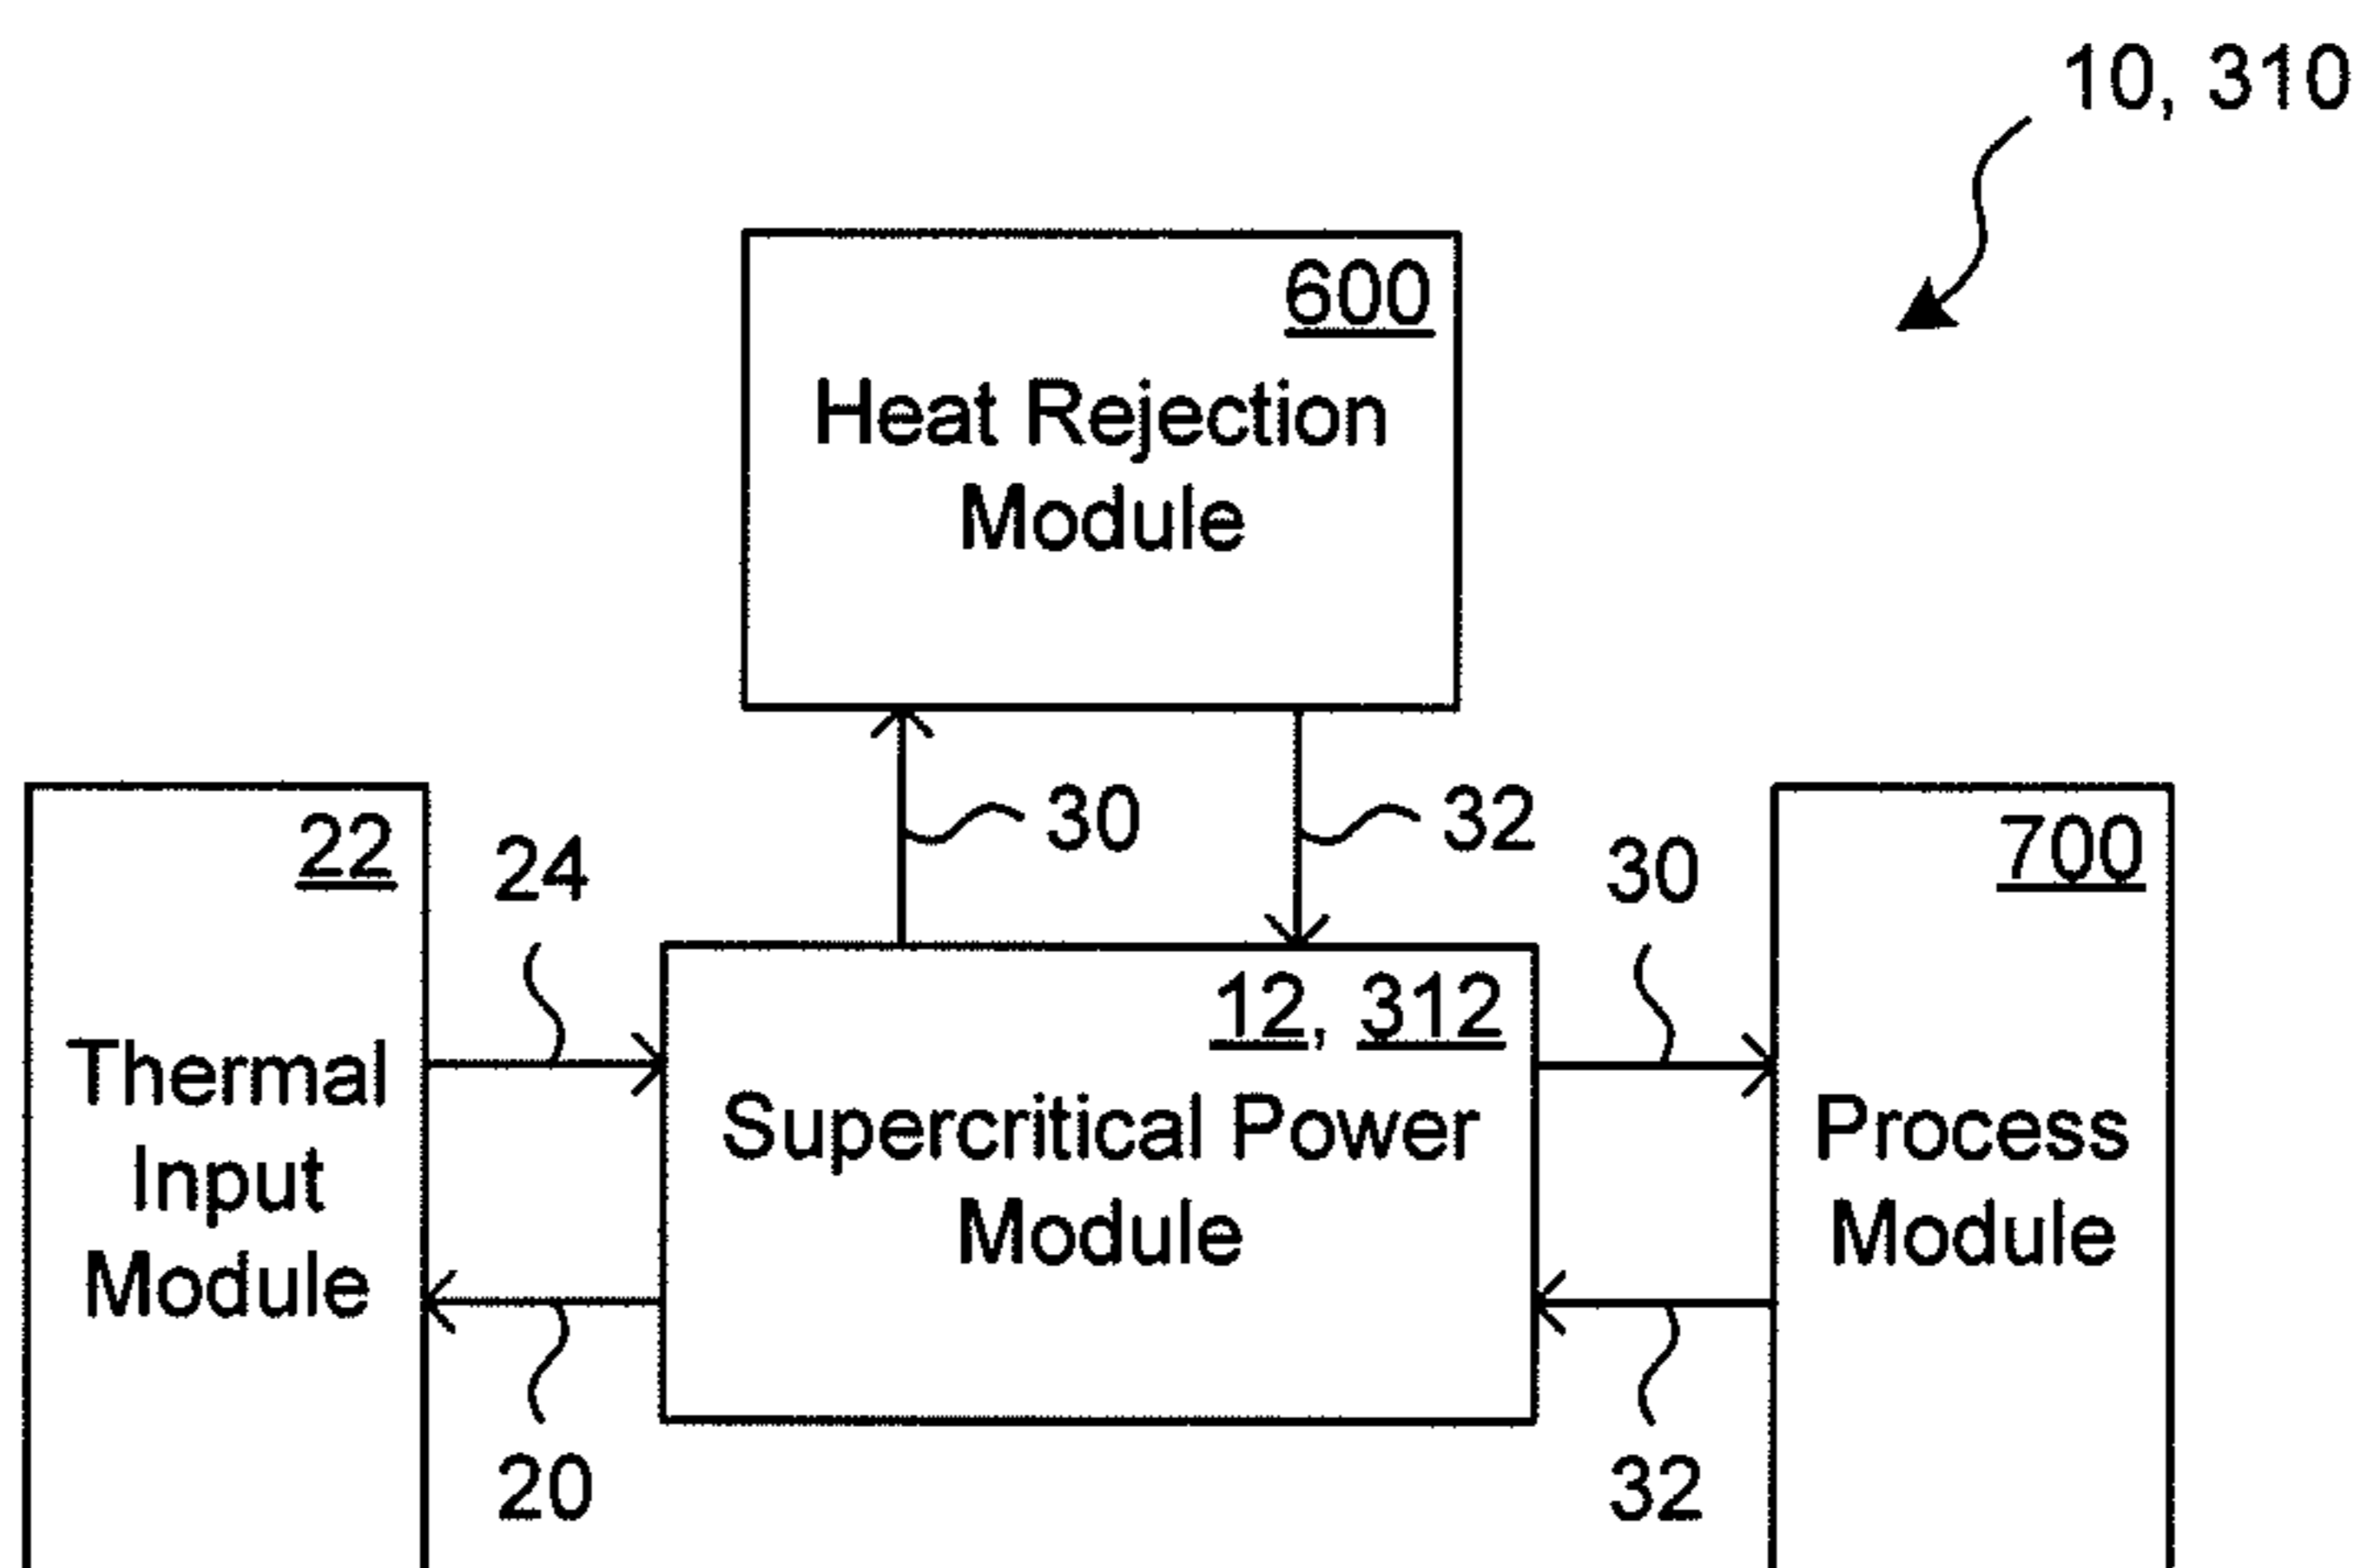 10, 310
600
Heat Rejection
Module
30
32
22
24
30
700
12, 312
Thermal
Input
Module
Supercritical Power
Module
Process
Module
20
32